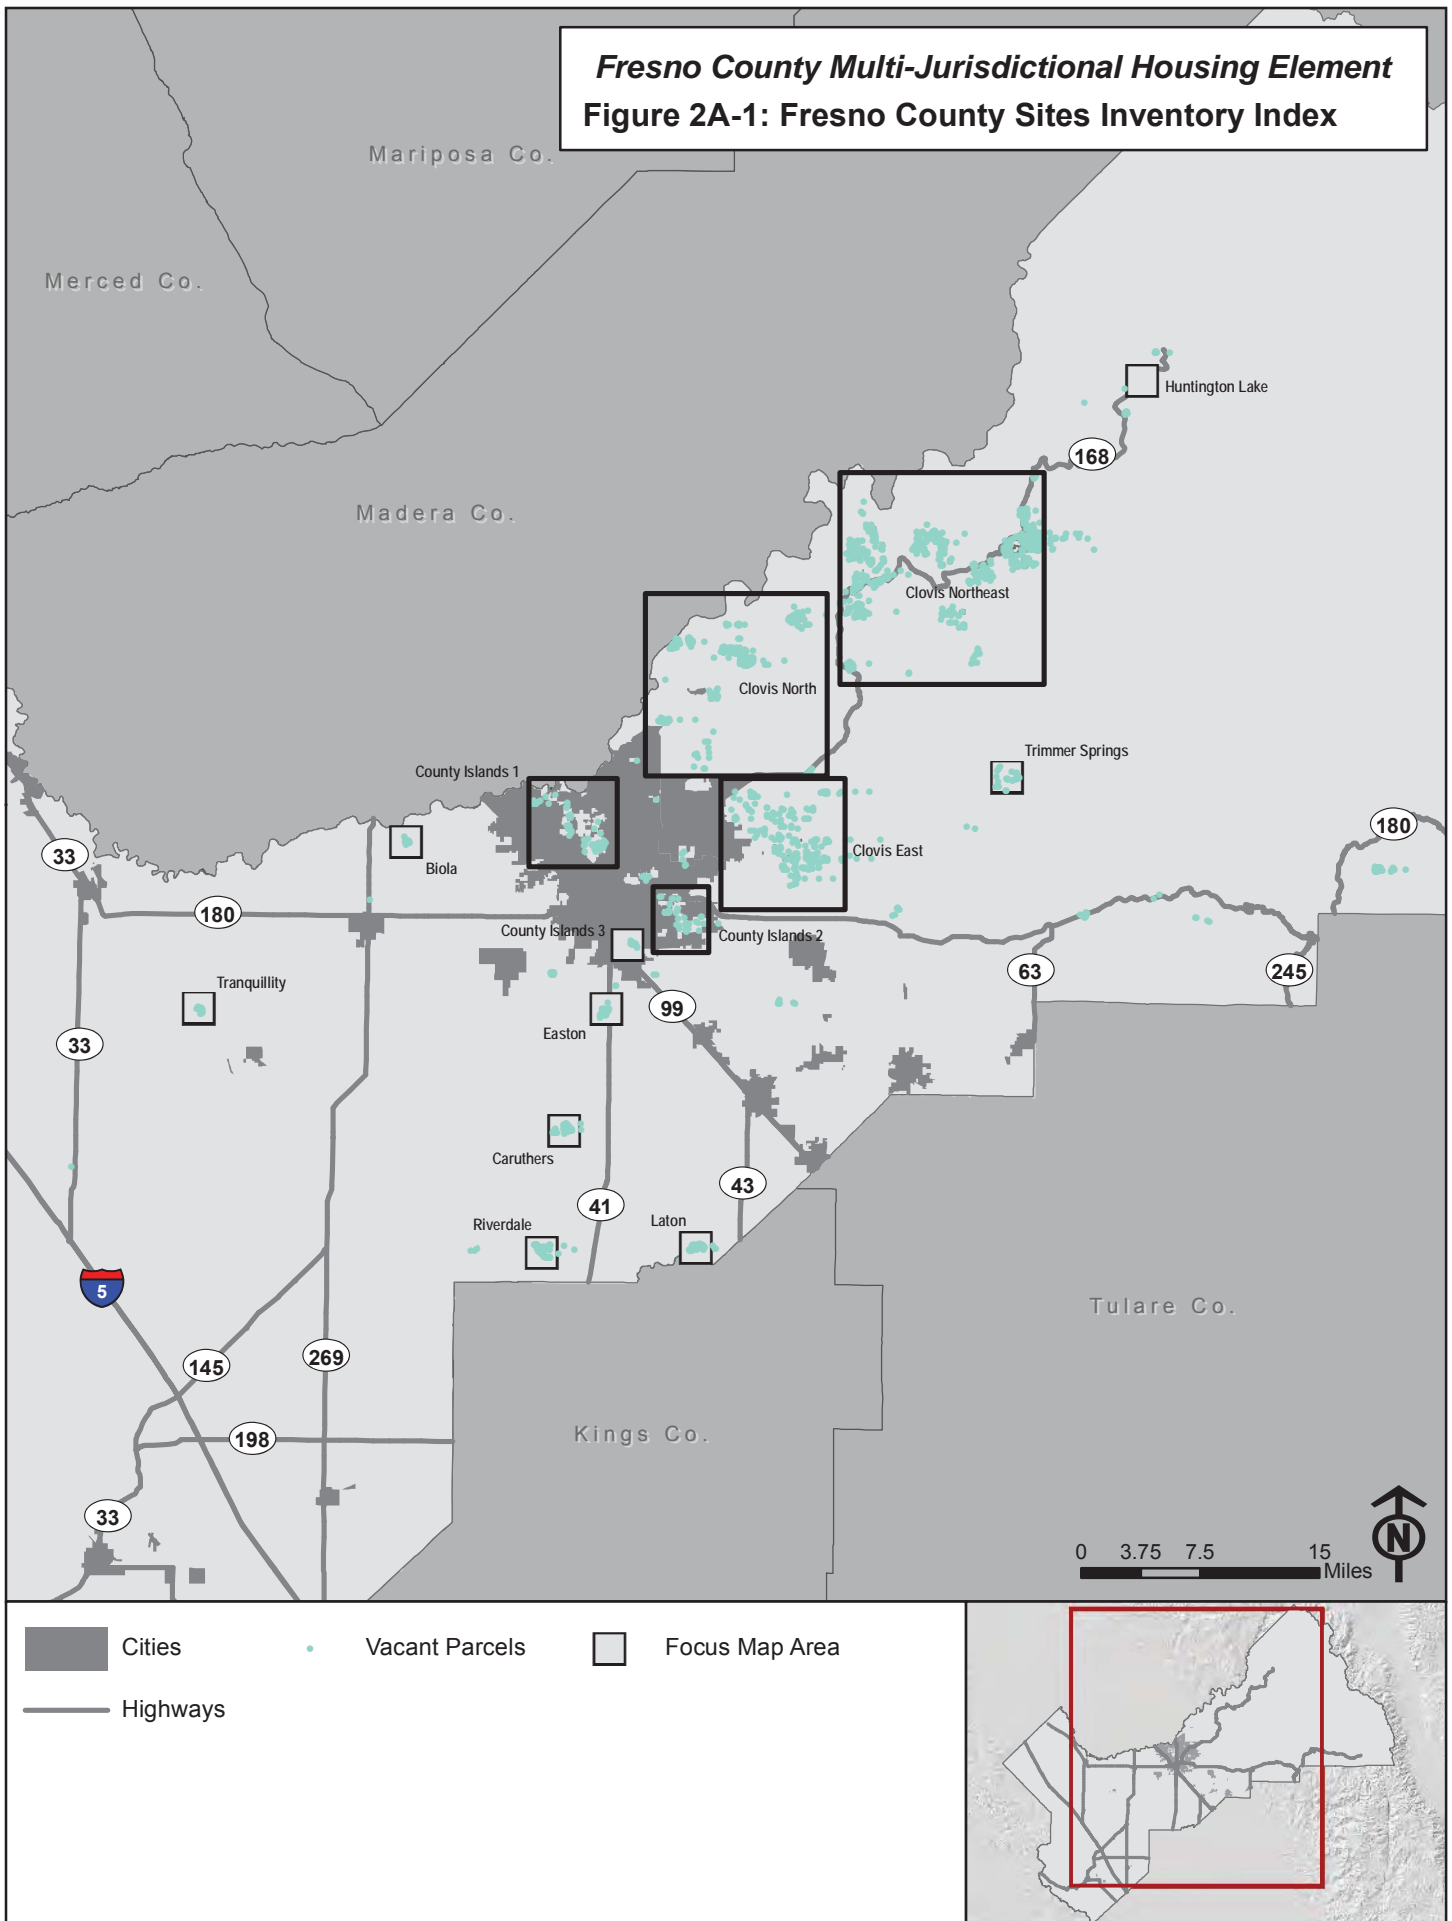 Fresno County Multi-Jurisdictional Housing Element
Figure 2A-1: Fresno County Sites Inventory Index
Mariposa Co.
Merced Co.
Huntington Lake
168
Madera Co.
Clovis Northeast
Clovis North
Trimmer Springs
County Islands 1
180
33
Biola
Clovis East
180
County Islands 3
County Islands 2
63
245
Tranquillity
99
Easton
33
Caruthers
43
41
Riverdale
Laton
5
Tulare Co.
269
145
Kings Co.
198
33
N
0 3.75 7.5 15
Miles
Cities
Vacant Parcels
Focus Map Area
Highways